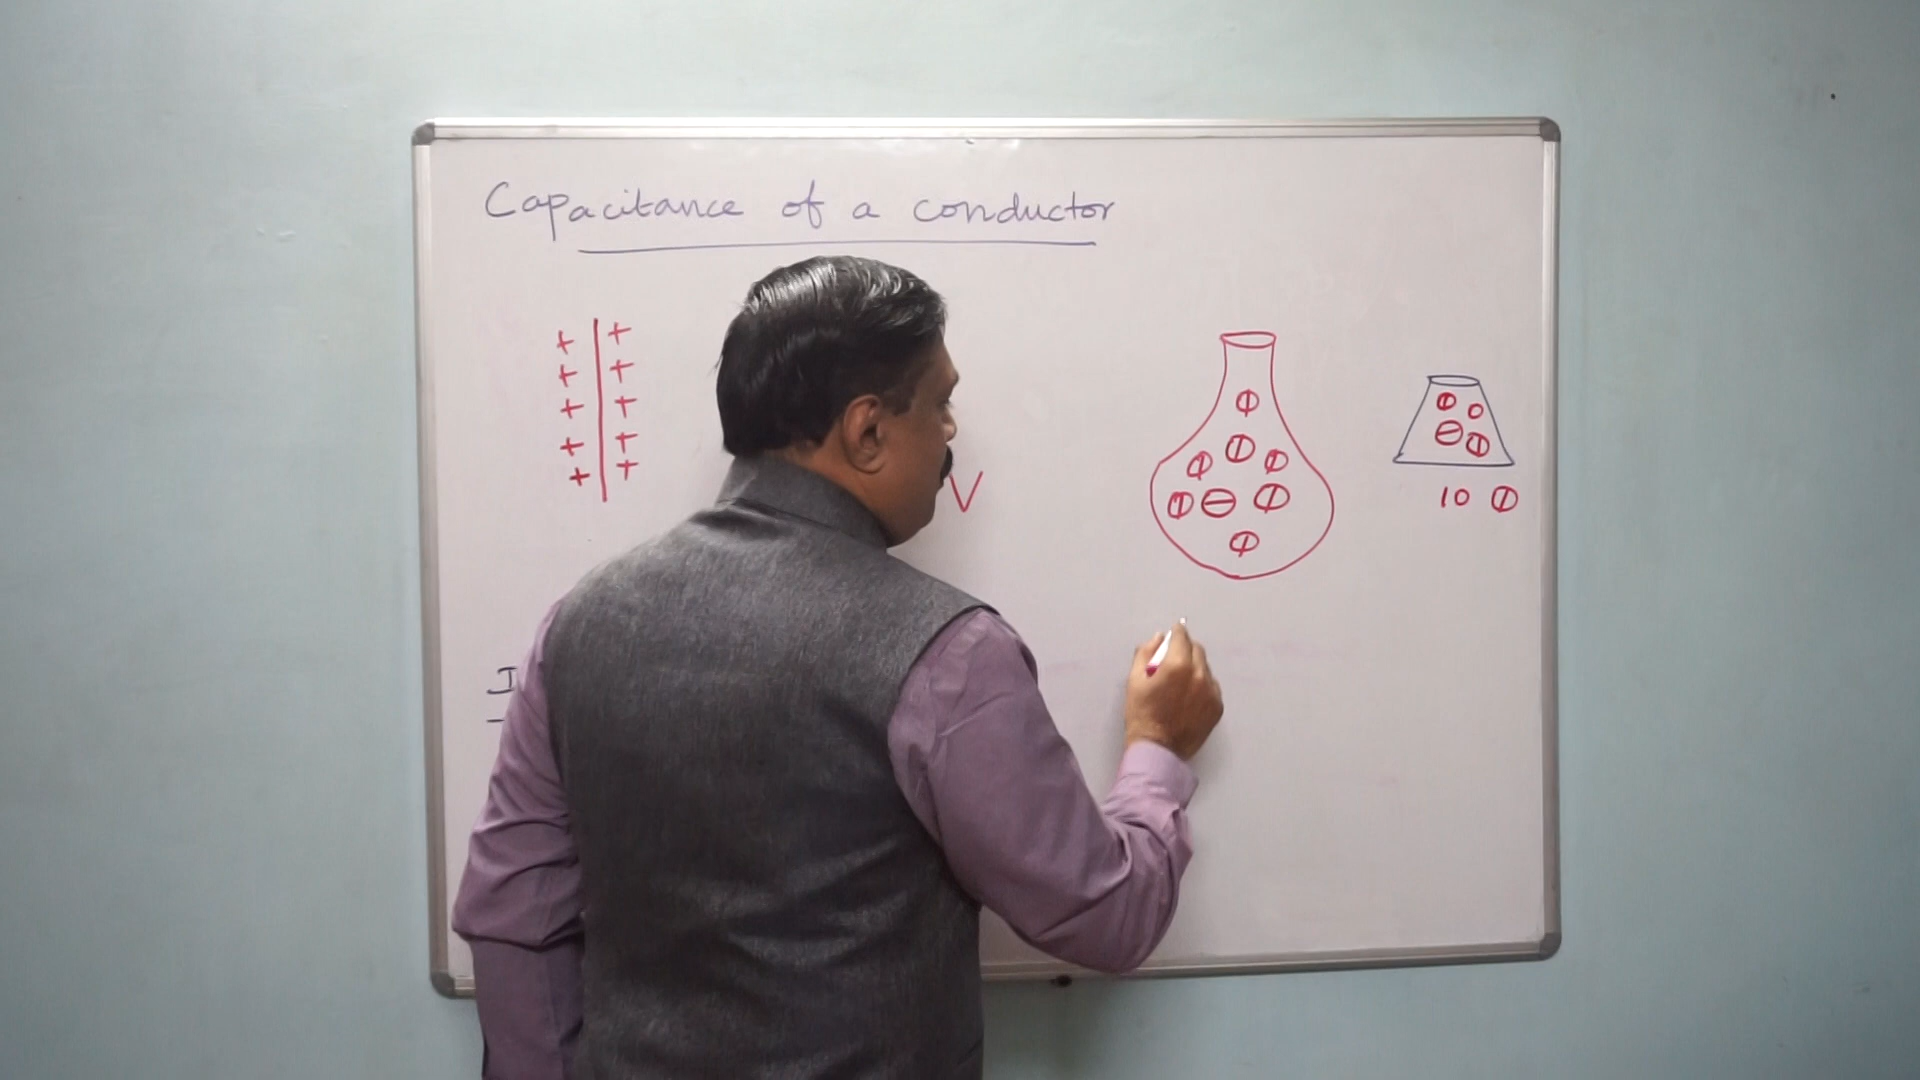 Capacitance of a conductor
+ +
+ +
+ +
+ +
+ +
V
10
I